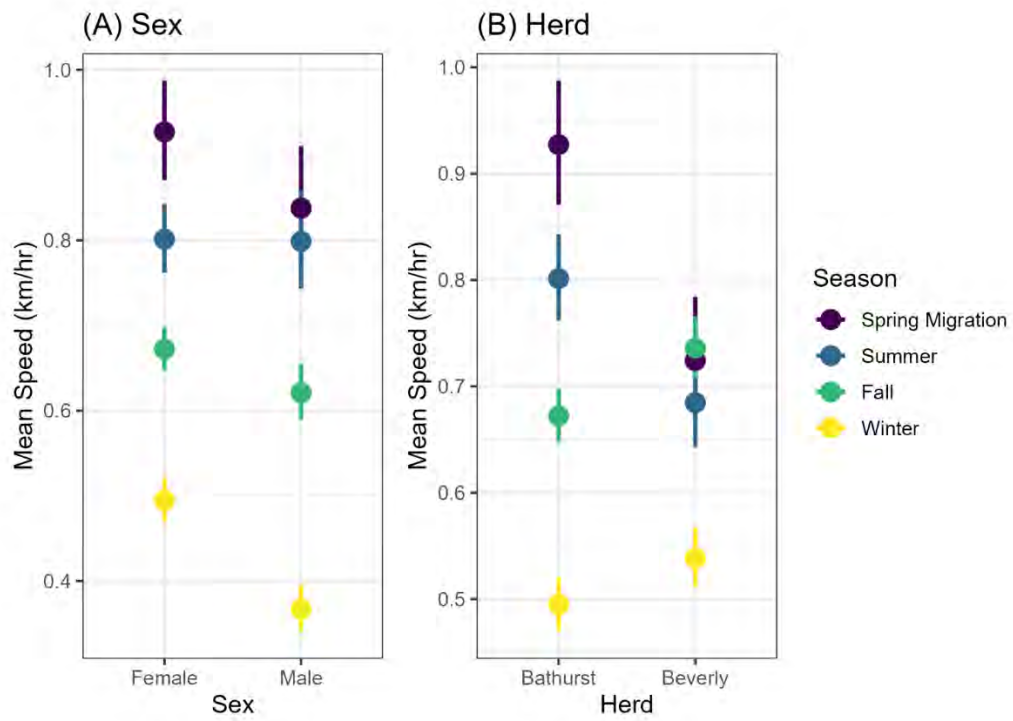 (A) Sex
Mean Speed (km/hr)
1.0
0.8
0.6
0.4
Female
Male
Sex
(B) Herd
Mean Speed (km/hr)
1.0
0.9
0.8
0.7
0.6
0.5
Bathurst
Beverly
Herd
Season
Spring Migration
Summer
Fall
Winter